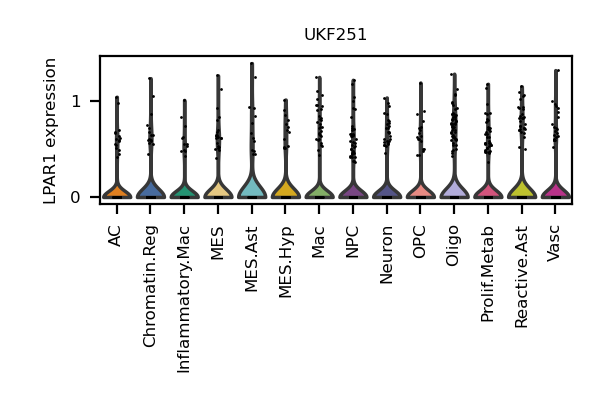 UKF251
LPAR1 expression
1
0
AC
Chromatin.Reg
Inflammatory.Mac
MES
MES.Ast
MES.Hyp
Mac
NPC
Neuron
OPC
Oligo
Prolif.Metab
Reactive.Ast
Vasc